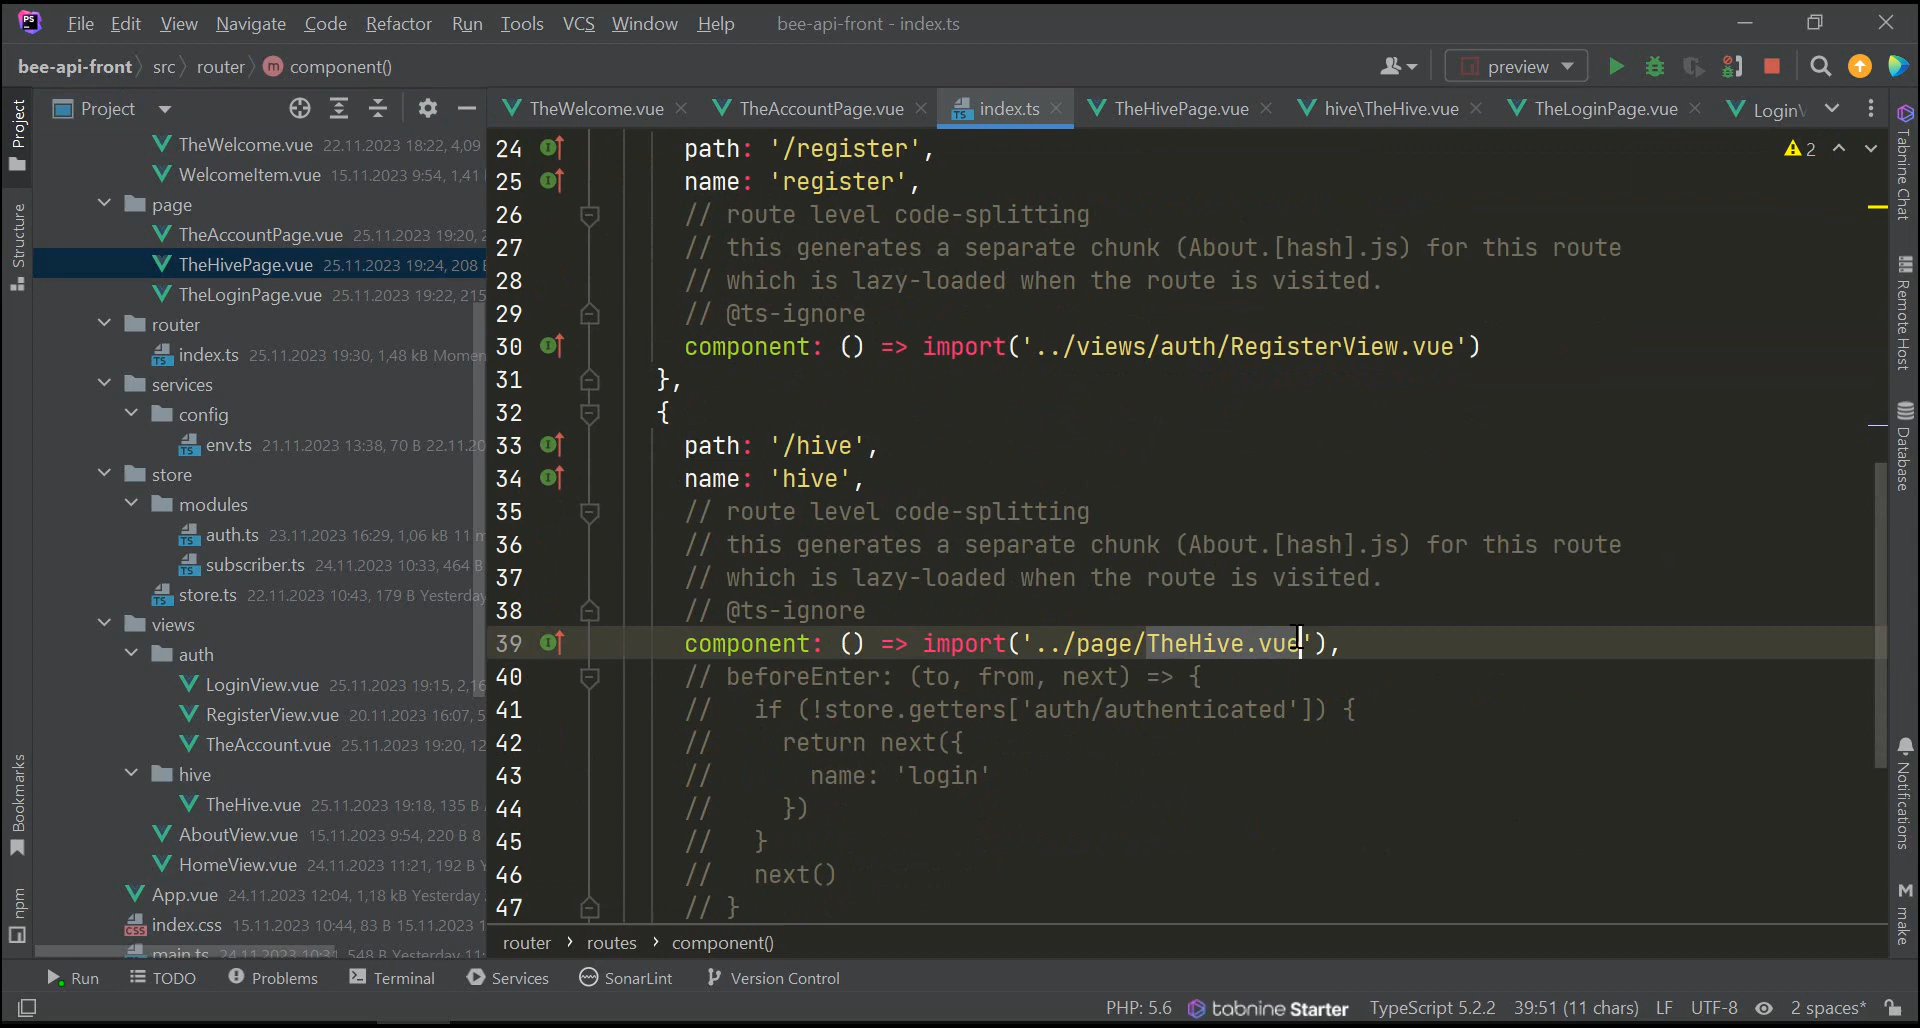 PS File Edit View Navigate Code Refactor Run Tools VCS Window Help bee-api-front - index.ts
bee-api-front src router m component() preview
Project
TheWelcome.vue TheAccountPage.vue index.ts TheHivePage.vue hive\TheHive.vue TheLoginPage.vue Login\
Project
Structure
Bookmarks
npm
TheWelcome.vue 22.11.2023 18:22, 4,09
WelcomeItem.vue 15.11.2023 9:54, 1,41
page
TheAccountPage.vue 25.11.2023 19:20, 2
TheHivePage.vue 25.11.2023 19:24, 208 B
TheLoginPage.vue 25.11.2023 19:22, 215
router
index.ts 25.11.2023 19:30, 1,48 kB Momen
services
config
env.ts 21.11.2023 13:38, 70 B 22.11.20
store
modules
auth.ts 23.11.2023 16:29, 1,06 kB 11 m
subscriber.ts 24.11.2023 10:33, 464 B
store.ts 22.11.2023 10:43, 179 B Yesterday
views
auth
LoginView.vue 25.11.2023 19:15, 2,16
RegisterView.vue 20.11.2023 16:07, 5
TheAccount.vue 25.11.2023 19:20, 12
hive
TheHive.vue 25.11.2023 19:18, 135 B
AboutView.vue 15.11.2023 9:54, 220 B 8
HomeView.vue 24.11.2023 11:21, 192 B Y
App.vue 24.11.2023 12:04, 1,18 kB Yesterday
index.css 15.11.2023 10:44, 83 B 15.11.2023 1
main.ts 24.11.2023 10:31, 548 B Yesterday 11:
24 path: '/register',
25 name: 'register',
26 // route level code-splitting
27 // this generates a separate chunk (About.[hash].js) for this route
28 // which is lazy-loaded when the route is visited.
29 // @ts-ignore
30 component: () => import('../views/auth/RegisterView.vue')
31 },
32 {
33 path: '/hive',
34 name: 'hive',
35 // route level code-splitting
36 // this generates a separate chunk (About.[hash].js) for this route
37 // which is lazy-loaded when the route is visited.
38 // @ts-ignore
39 component: () => import('../page/TheHive.vue'),
40 // beforeEnter: (to, from, next) => {
41 // if (!store.getters['auth/authenticated']) {
42 // return next({
43 // name: 'login'
44 // })
45 // }
46 // next()
47 // }
2
Tabnine Chat
Remote Host
Database
Notifications
M make
router › routes › component()
Run TODO Problems Terminal Services SonarLint Version Control
PHP: 5.6 tabnine Starter TypeScript 5.2.2 39:51 (11 chars) LF UTF-8 2 spaces*